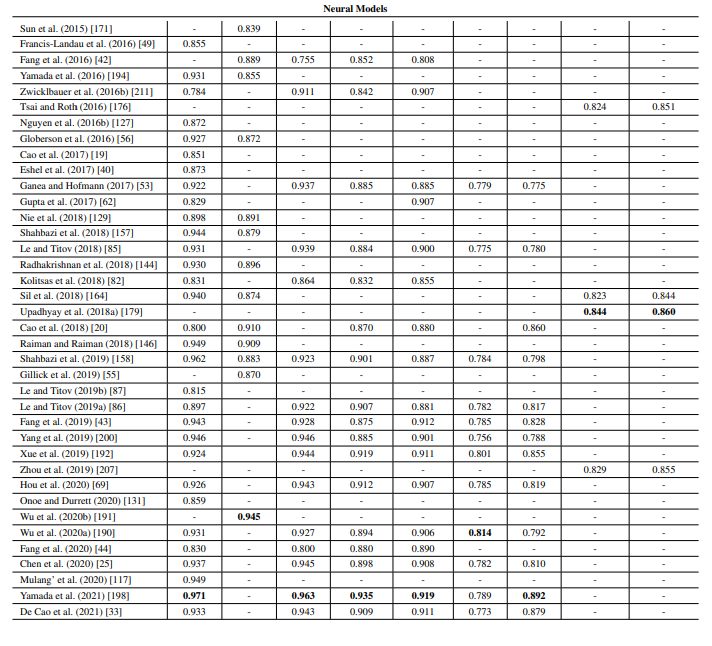 Neural Models
Sun et al. (2015) [171] - 0.839 - - - - - - -
Francis-Landau et al. (2016) [49] 0.855 - - - - - - - -
Fang et al. (2016) [42] - 0.889 0.755 0.852 0.808 - - - -
Yamada et al. (2016) [194] 0.931 0.855 - - - - - - -
Zwicklbauer et al. (2016b) [211] 0.784 - 0.911 0.842 0.907 - - - -
Tsai and Roth (2016) [176] - - - - - - - 0.824 0.851
Nguyen et al. (2016b) [127] 0.872 - - - - - - - -
Globerson et al. (2016) [56] 0.927 0.872 - - - - - - -
Cao et al. (2017) [19] 0.851 - - - - - - - -
Eshel et al. (2017) [40] 0.873 - - - - - - - -
Ganea and Hofmann (2017) [53] 0.922 - 0.937 0.885 0.885 0.779 0.775 - -
Gupta et al. (2017) [62] 0.829 - - - 0.907 - - - -
Nie et al. (2018) [129] 0.898 0.891 - - - - - - -
Shahbazi et al. (2018) [157] 0.944 0.879 - - - - - - -
Le and Titov (2018) [85] 0.931 - 0.939 0.884 0.900 0.775 0.780 - -
Radhakrishnan et al. (2018) [144] 0.930 0.896 - - - - - - -
Kolitsas et al. (2018) [82] 0.831 - 0.864 0.832 0.855 - - - -
Sil et al. (2018) [164] 0.940 0.874 - - - - - 0.823 0.844
Upadhyay et al. (2018a) [179] - - - - - - - 0.844 0.860
Cao et al. (2018) [20] 0.800 0.910 - 0.870 0.880 - 0.860 - -
Raiman and Raiman (2018) [146] 0.949 0.909 - - - - - - -
Shahbazi et al. (2019) [158] 0.962 0.883 0.923 0.901 0.887 0.784 0.798 - -
Gillick et al. (2019) [55] - 0.870 - - - - - - -
Le and Titov (2019b) [87] 0.815 - - - - - - - -
Le and Titov (2019a) [86] 0.897 - 0.922 0.907 0.881 0.782 0.817 - -
Fang et al. (2019) [43] 0.943 - 0.928 0.875 0.912 0.785 0.828 - -
Yang et al. (2019) [200] 0.946 - 0.946 0.885 0.901 0.756 0.788 - -
Xue et al. (2019) [192] 0.924 - 0.944 0.919 0.911 0.801 0.855 - -
Zhou et al. (2019) [207] - - - - - - - 0.829 0.855
Hou et al. (2020) [69] 0.926 - 0.943 0.912 0.907 0.785 0.819 - -
Onoe and Durrett (2020) [131] 0.859 - - - - - - - -
Wu et al. (2020b) [191] - 0.945 - - - - - - -
Wu et al. (2020a) [190] 0.931 - 0.927 0.894 0.906 0.814 0.792 - -
Fang et al. (2020) [44] 0.830 - 0.800 0.880 0.890 - - - -
Chen et al. (2020) [25] 0.937 - 0.945 0.898 0.908 0.782 0.810 - -
Mulang' et al. (2020) [117] 0.949 - - - - - - - -
Yamada et al. (2021) [198] 0.971 - 0.963 0.935 0.919 0.789 0.892 - -
De Cao et al. (2021) [33] 0.933 - 0.943 0.909 0.911 0.773 0.879 - -